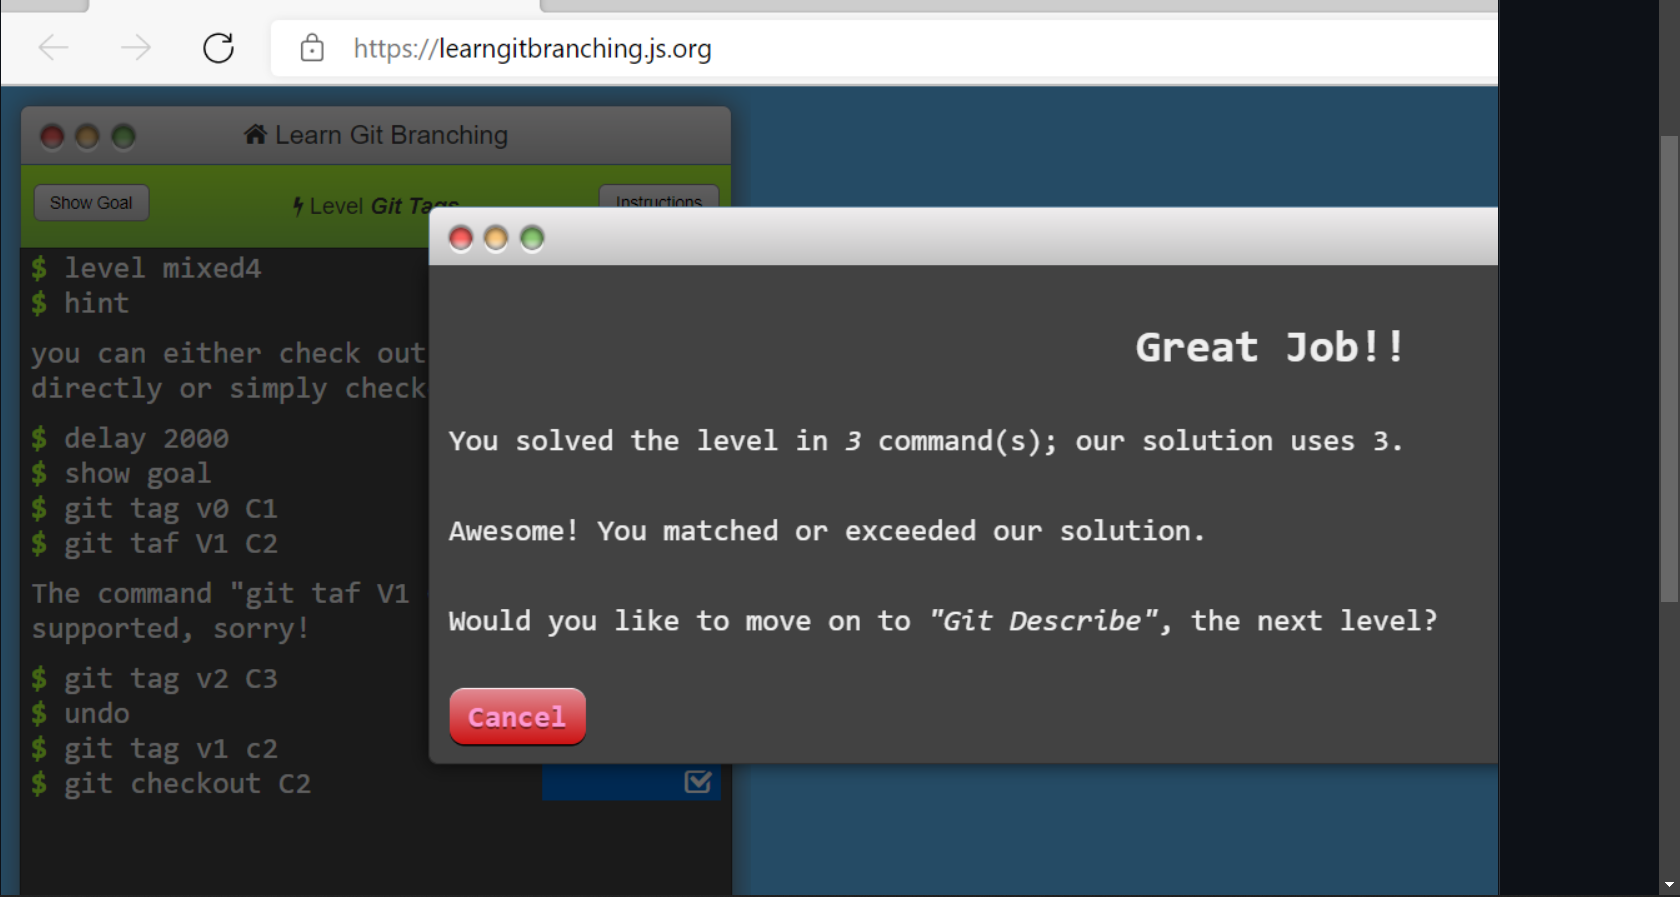 https://learngitbranching.js.org
Learn Git Branching
Show Goal
Level Git Tags
Instructions
$ level mixed4
$ hint
you can either check out
directly or simply check
$ delay 2000
$ show goal
$ git tag v0 C1
$ git taf V1 C2
The command "git taf V1
supported, sorry!
$ git tag v2 C3
$ undo
$ git tag v1 c2
$ git checkout C2
Great Job!!
You solved the level in 3 command(s); our solution uses 3.
Awesome! You matched or exceeded our solution.
Would you like to move on to "Git Describe", the next level?
Cancel